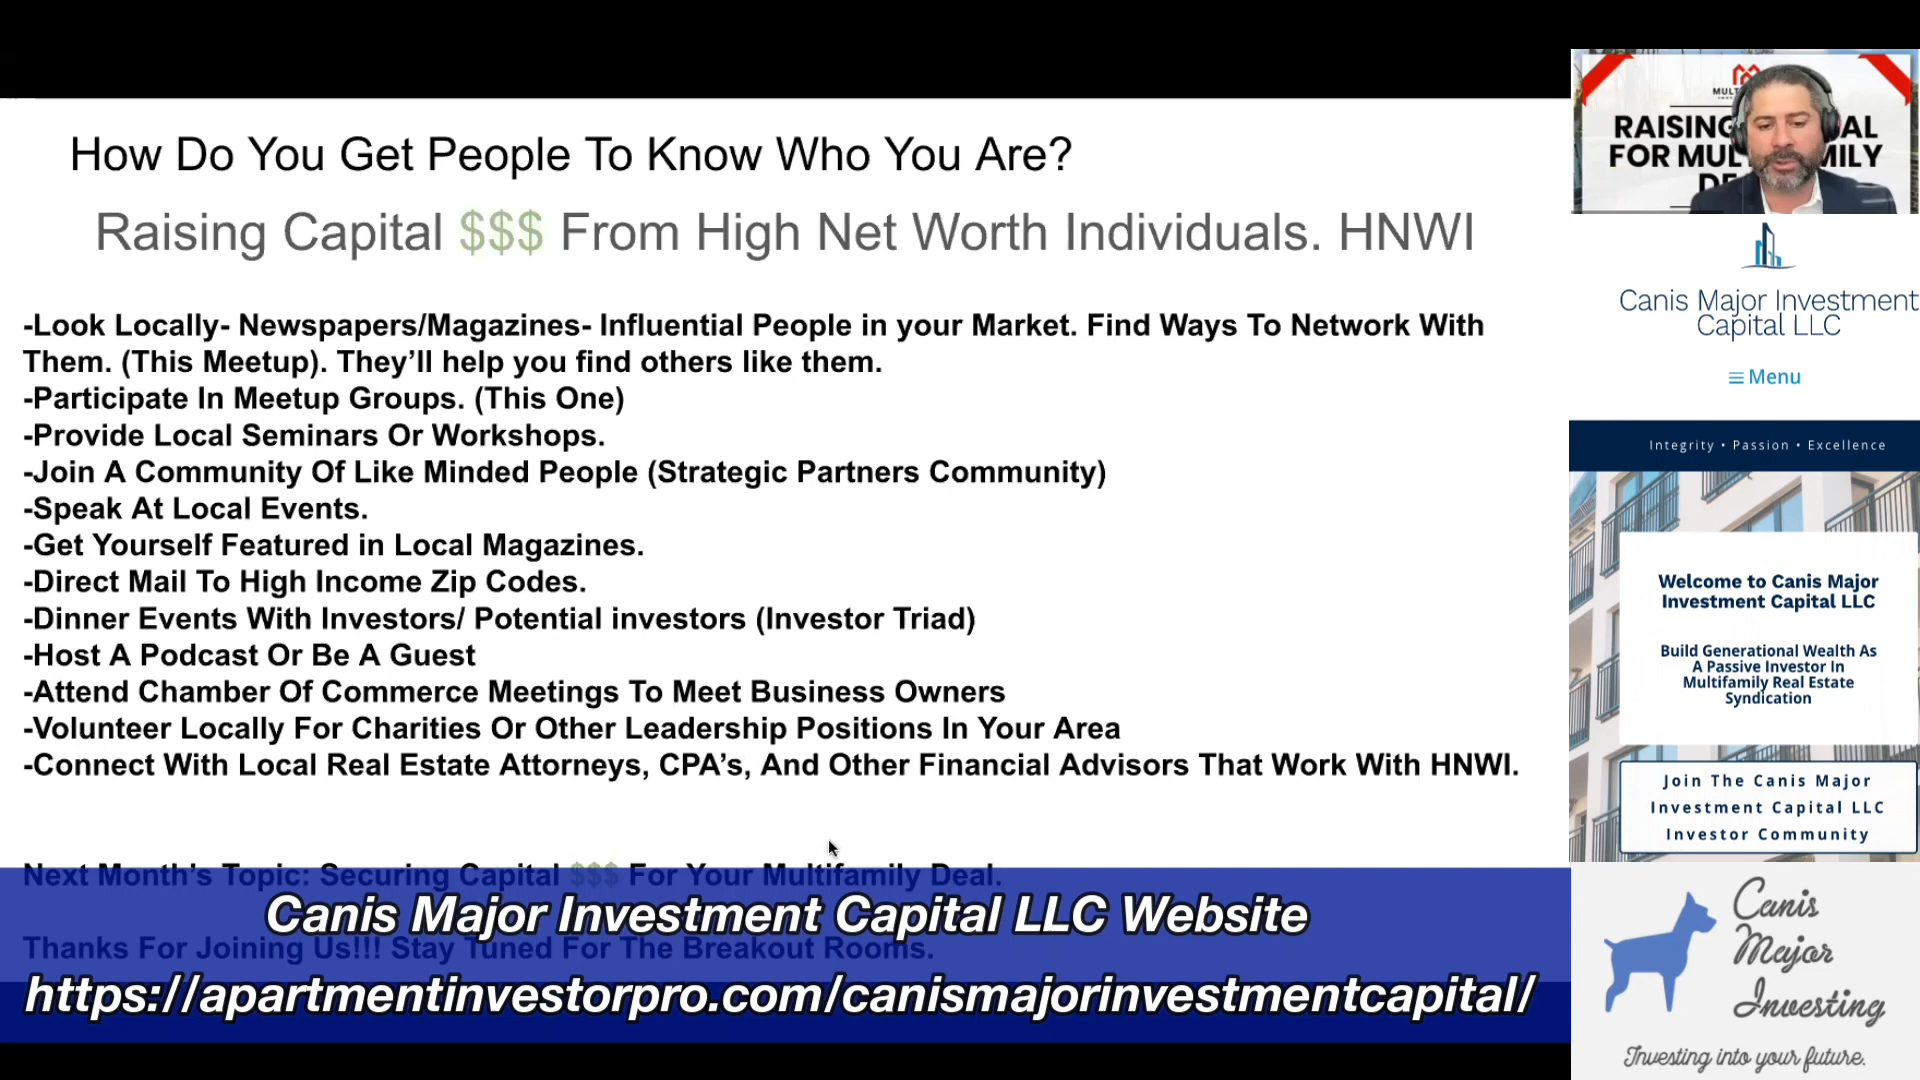 How Do You Get People To Know Who You Are?
Raising Capital $$$ From High Net Worth Individuals. HNWI
-Look Locally- Newspapers/Magazines- Influential People in your Market. Find Ways To Network With
Them. (This Meetup). They’ll help you find others like them.
-Participate In Meetup Groups. (This One)
-Provide Local Seminars Or Workshops.
-Join A Community Of Like Minded People (Strategic Partners Community)
-Speak At Local Events.
-Get Yourself Featured in Local Magazines.
-Direct Mail To High Income Zip Codes.
-Dinner Events With Investors/ Potential investors (Investor Triad)
-Host A Podcast Or Be A Guest
-Attend Chamber Of Commerce Meetings To Meet Business Owners
-Volunteer Locally For Charities Or Other Leadership Positions In Your Area
-Connect With Local Real Estate Attorneys, CPA’s, And Other Financial Advisors That Work With HNWI.
Next Month’s Topic: Securing Capital $$$ For Your Multifamily Deal.
Canis Major Investment Capital LLC Website
Thanks For Joining Us!!! Stay Tuned For The Breakout Rooms.
https://apartmentinvestorpro.com/canismajorinvestmentcapital/
RAISING
FOR
Canis Major Investment
Capital LLC
Menu
Integrity • Passion • Excellence
Welcome to Canis Major
Investment Capital LLC
Build Generational Wealth As
A Passive Investor In
Multifamily Real Estate
Syndication
Join The Canis Major
Investment Capital LLC
Investor Community
Canis
Major
Investing
Investing into your future.